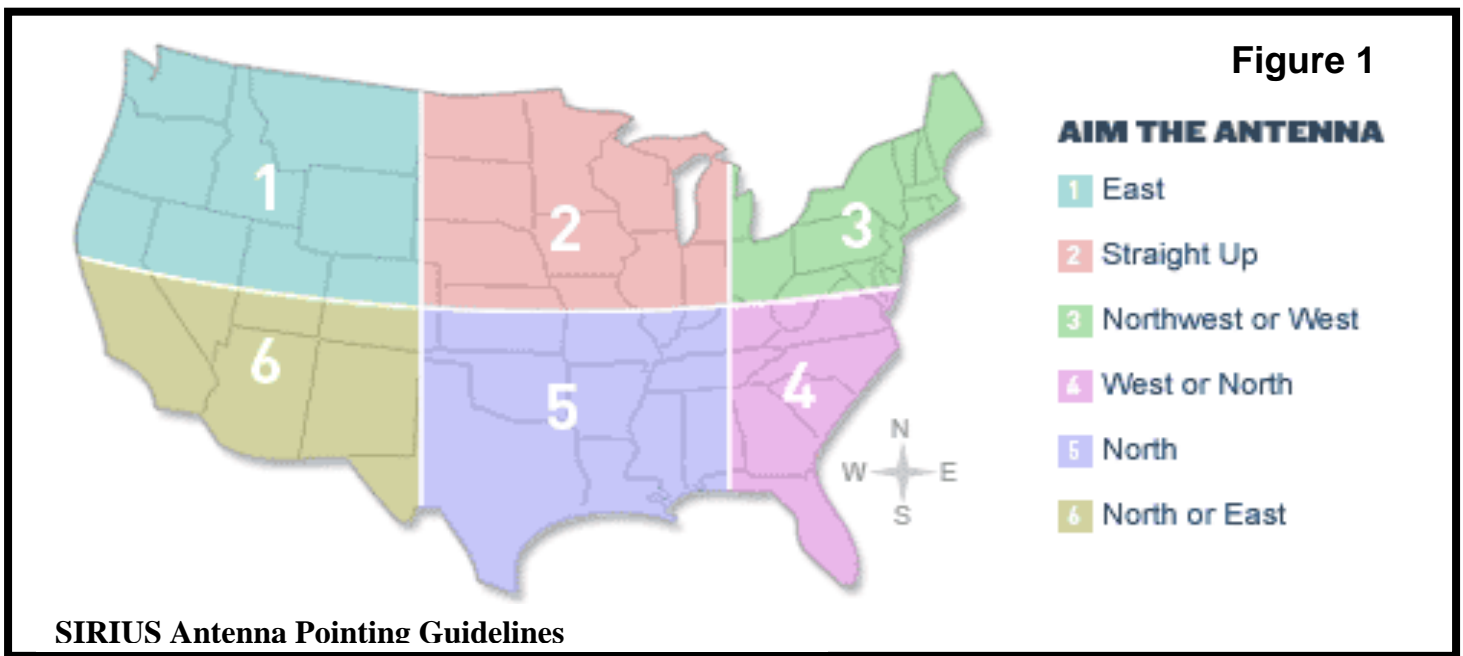 Figure 1
AIM THE ANTENNA
1 East
2 Straight Up
3 Northwest or West
4 West or North
5 North
6 North or East
1
2
3
4
5
6
N
W E
S
SIRIUS Antenna Pointing Guidelines